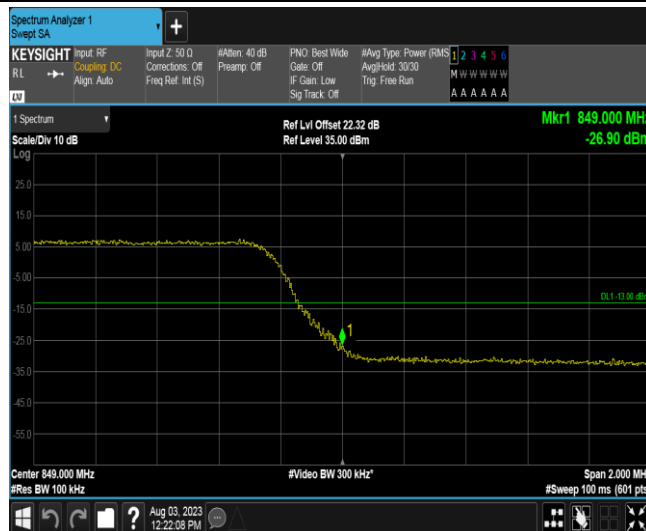 Spectrum Analyzer 1
Swept SA
KEYSIGHT
RL
LXI
Input: RF
Coupling: DC
Align: Auto
Input Z: 50 Ω
Corrections: Off
Freq Ref: Int (S)
#Atten: 40 dB
Preamp: Off
PNO: Best Wide
Gate: Off
IF Gain: Low
Sig Track: Off
#Avg Type: Power (RMS
Avg|Hold: 30/30
Trig: Free Run
1 2 3 4 5 6
M W W W W W
A A A A A A
1 Spectrum
Scale/Div 10 dB
Log
Ref Lvl Offset 22.32 dB
Ref Level 35.00 dBm
Mkr1 849.000 MHz
-26.90 dBm
25.0
15.0
5.00
-5.00
-15.0
-25.0
-35.0
-45.0
-55.0
DL1 -13.00 dBm
1
Center 849.000 MHz
#Res BW 100 kHz
#Video BW 300 kHz*
Span 2.000 MHz
#Sweep 100 ms (601 pts)
?
Aug 03, 2023
12:22:08 PM